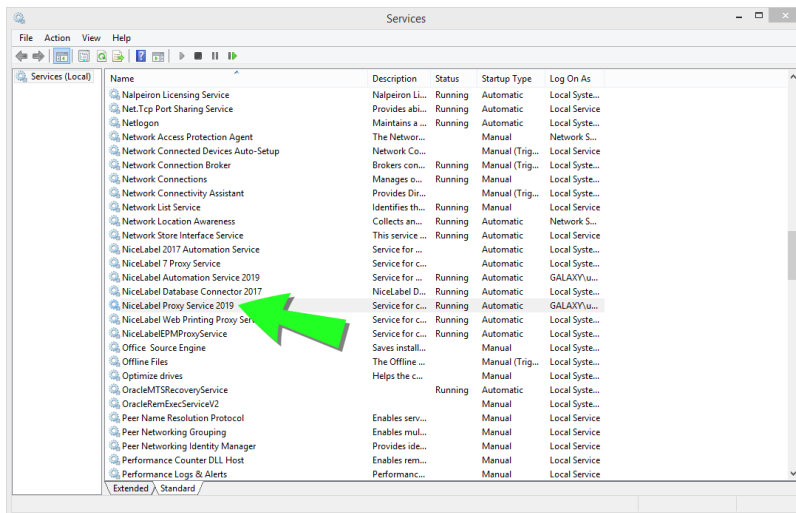 Services
File Action View Help
Services (Local)
Name Description Status Startup Type Log On As
Nalpeiron Licensing Service Nalpeiron Li... Running Automatic Local Syste...
Net.Tcp Port Sharing Service Provides abi... Running Automatic Local Service
Netlogon Maintains a ... Running Automatic Local Syste...
Network Access Protection Agent The Networ... Manual Network S...
Network Connected Devices Auto-Setup Network Co... Manual (Trig... Local Service
Network Connection Broker Brokers con... Running Manual (Trig... Local Syste...
Network Connections Manages o... Running Manual Local Syste...
Network Connectivity Assistant Provides Dir... Manual (Trig... Local Syste...
Network List Service Identifies th... Running Manual Local Service
Network Location Awareness Collects an... Running Automatic Network S...
Network Store Interface Service This service ... Running Automatic Local Service
NiceLabel 2017 Automation Service Service for ... Automatic Local Syste...
NiceLabel 7 Proxy Service Service for c... Automatic Local Syste...
NiceLabel Automation Service 2019 Service for ... Running Automatic GALAXY\u...
NiceLabel Database Connector 2017 NiceLabel D... Running Automatic Local Syste...
NiceLabel Proxy Service 2019 Service for c... Running Automatic GALAXY\u...
NiceLabel Web Printing Proxy Service for c... Running Automatic Local Syste...
NiceLabelEPMProxyService Service for c... Running Automatic Local Syste...
Office Source Engine Saves install... Manual Local Syste...
Offline Files The Offline ... Manual (Trig... Local Syste...
Optimize drives Helps the c... Manual Local Syste...
OracleMTSRecoveryService Running Automatic Local Syste...
OracleRemExecServiceV2 Manual Local Syste...
Peer Name Resolution Protocol Enables serv... Manual Local Service
Peer Networking Grouping Enables mul... Manual Local Service
Peer Networking Identity Manager Provides ide... Manual Local Service
Performance Counter DLL Host Enables rem... Manual Local Service
Performance Logs & Alerts Performanc... Manual Local Service
Extended Standard